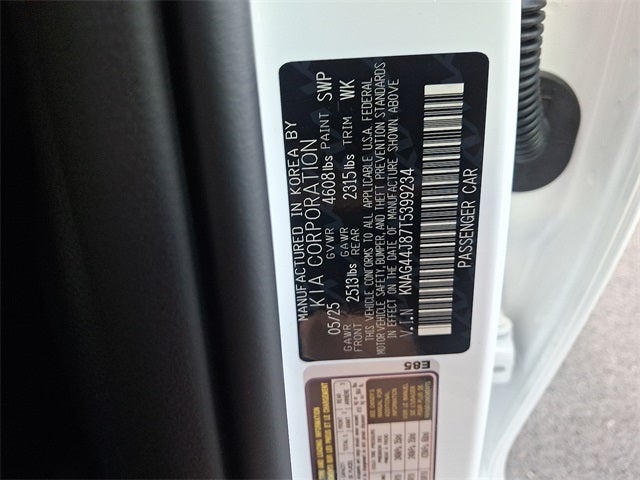 MANUFACTURED IN KOREA BY
KIA CORPORATION
05/25 GVWR 4608lbs PAINT SWP
GAWR FRONT 2513lbs GAWR REAR 2315lbs TRIM WK
THIS VEHICLE CONFORMS TO ALL APPLICABLE U.S.A. FEDERAL
MOTOR VEHICLE SAFETY, BUMPER, AND THEFT PREVENTION STANDARDS
IN EFFECT ON THE DATE OF MANUFACTURE SHOWN ABOVE
V.I.N KNAG44J87T5399234
PASSENGER CAR
E85